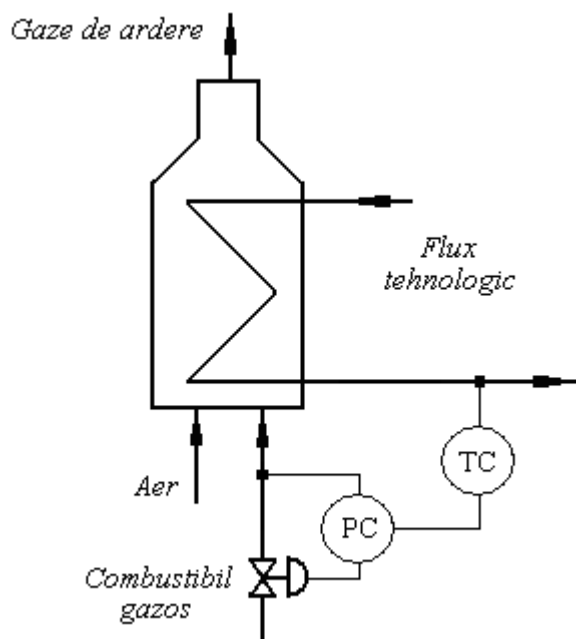 Gaze de ardere
Flux
tehnologic
TC
Aer
PC
Combustibil
gazos